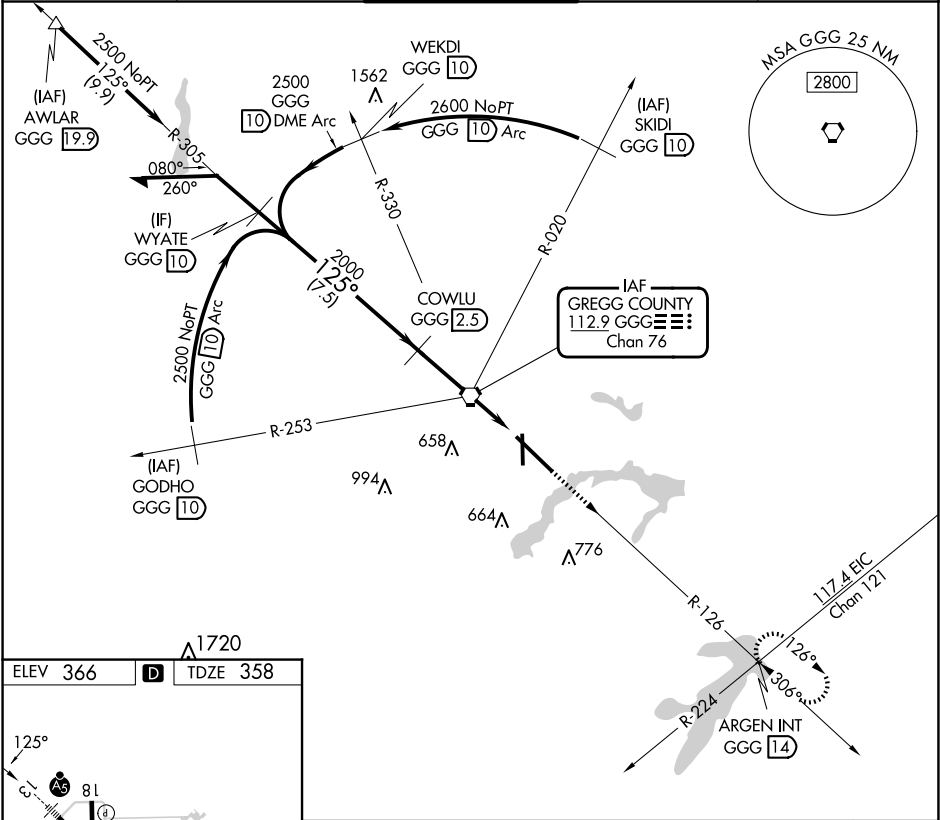 2500 NoPT
125°
(9.9)
(IAF)
AWLAR
GGG 19.9
R-305
080°
260°
(IF)
WYATE
GGG 10
2500
GGG
10 DME Arc
1562
WEKDI
GGG 10
2600 NoPT
GGG 10 Arc
(IAF)
SKIDI
GGG 10
MSA GGG 25 NM
2800
R-330
R-020
2000
125°
(7.5)
COWLU
GGG 2.5
IAF
GREGG COUNTY
112.9 GGG
Chan 76
2500 NoPT
GGG 10 Arc
R-253
(IAF)
GODHO
GGG 10
658
994
664
776
117.4 EIC
Chan 121
R-126
126°
306°
R-224
ARGEN INT
GGG 14
1720
ELEV 366
D
TDZE 358
125°
13
A5
18
P